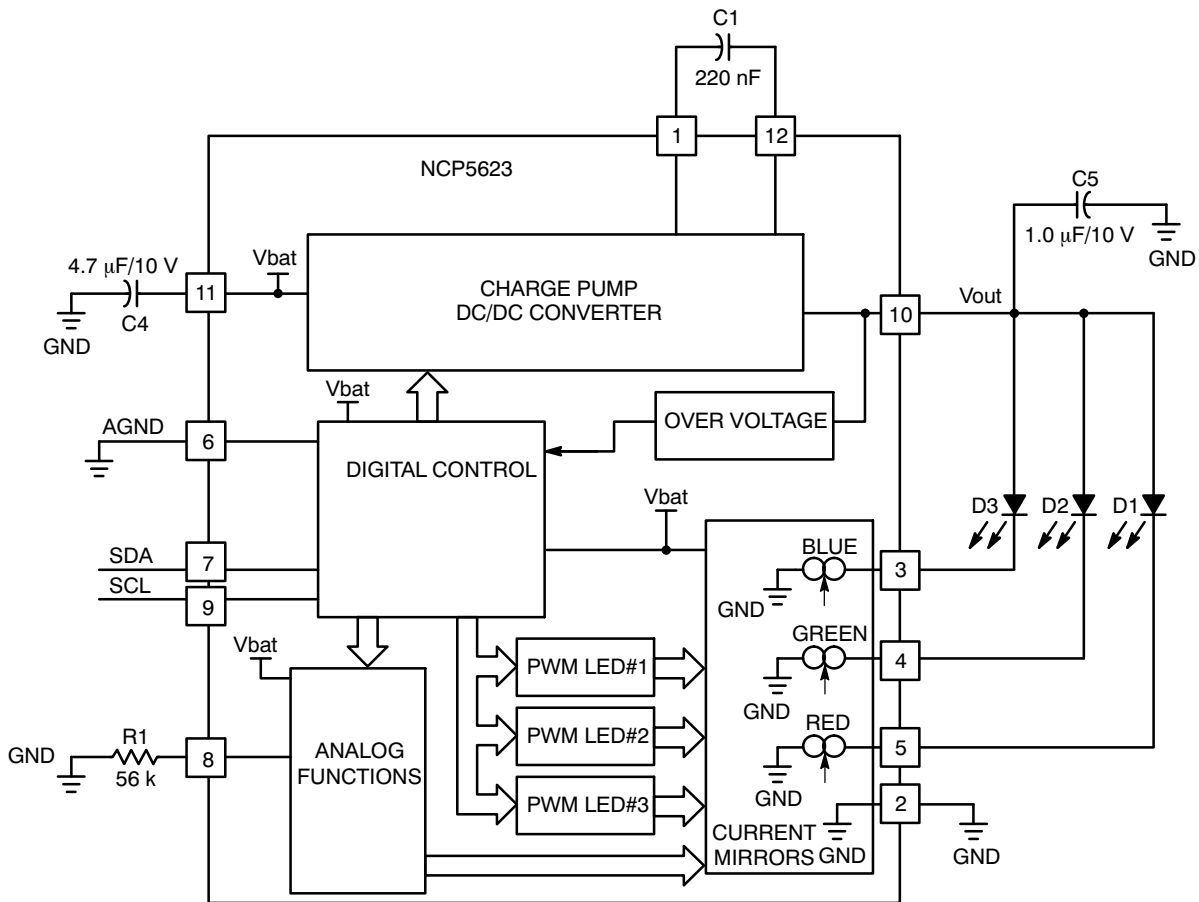 C1
220 nF
1
12
NCP5623
C5
1.0 μF/10 V
GND
4.7 μF/10 V
Vbat
11
C4
GND
CHARGE PUMP
DC/DC CONVERTER
Vout
10
Vbat
AGND
6
OVER VOLTAGE
DIGITAL CONTROL
Vbat
D3
D2
D1
SDA
7
SCL
9
BLUE
3
GND
GREEN
4
GND
Vbat
PWM LED#1
RED
5
GND
R1
GND
8
56 k
ANALOG
FUNCTIONS
PWM LED#2
PWM LED#3
2
CURRENT
MIRRORS
GND
GND